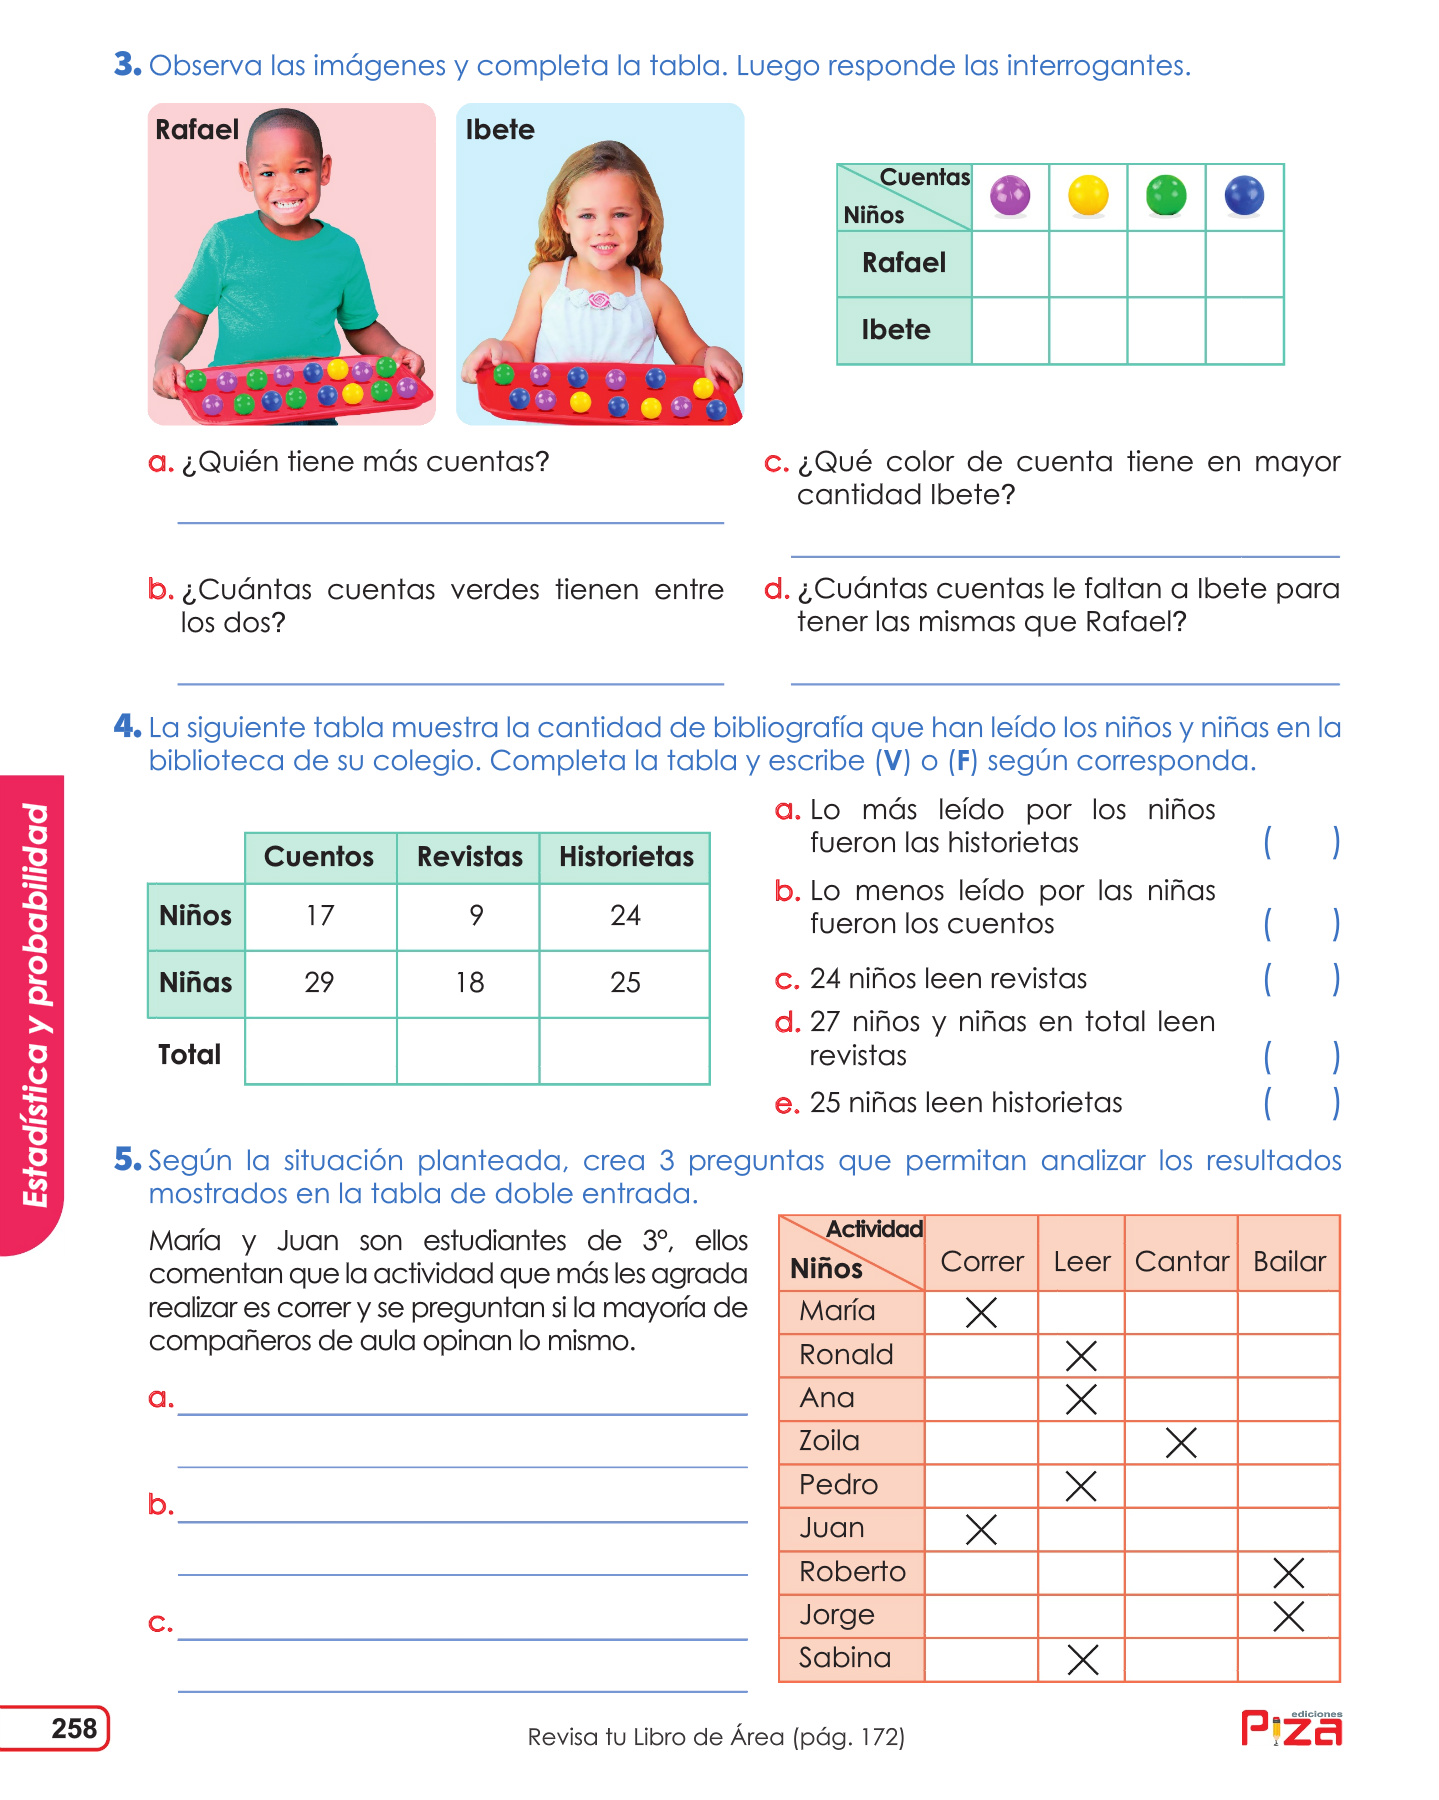 3. Observa las imágenes y completa la tabla. Luego responde las interrogantes.
Rafael
Ibete
Cuentas
Niños
Rafael
Ibete
a. ¿Quién tiene más cuentas?
b. ¿Cuántas cuentas verdes tienen entre
los dos?
c. ¿Qué color de cuenta tiene en mayor
cantidad Ibete?
d. ¿Cuántas cuentas le faltan a Ibete para
tener las mismas que Rafael?
4. La siguiente tabla muestra la cantidad de bibliografía que han leído los niños y niñas en la
biblioteca de su colegio. Completa la tabla y escribe (V) o (F) según corresponda.
Cuentos Revistas Historietas
Niños 17 9 24
Niñas 29 18 25
Total
a. Lo más leído por los niños
fueron las historietas ( )
b. Lo menos leído por las niñas
fueron los cuentos ( )
c. 24 niños leen revistas ( )
d. 27 niños y niñas en total leen
revistas ( )
e. 25 niñas leen historietas ( )
5. Según la situación planteada, crea 3 preguntas que permitan analizar los resultados
mostrados en la tabla de doble entrada.
María y Juan son estudiantes de 3°, ellos
comentan que la actividad que más les agrada
realizar es correr y se preguntan si la mayoría de
compañeros de aula opinan lo mismo.
a.
b.
c.
Actividad
Niños
Correr Leer Cantar Bailar
María
Ronald
Ana
Zoila
Pedro
Juan
Roberto
Jorge
Sabina
Estadística y probabilidad
258
Revisa tu Libro de Área (pág. 172)
ediciones
Piza